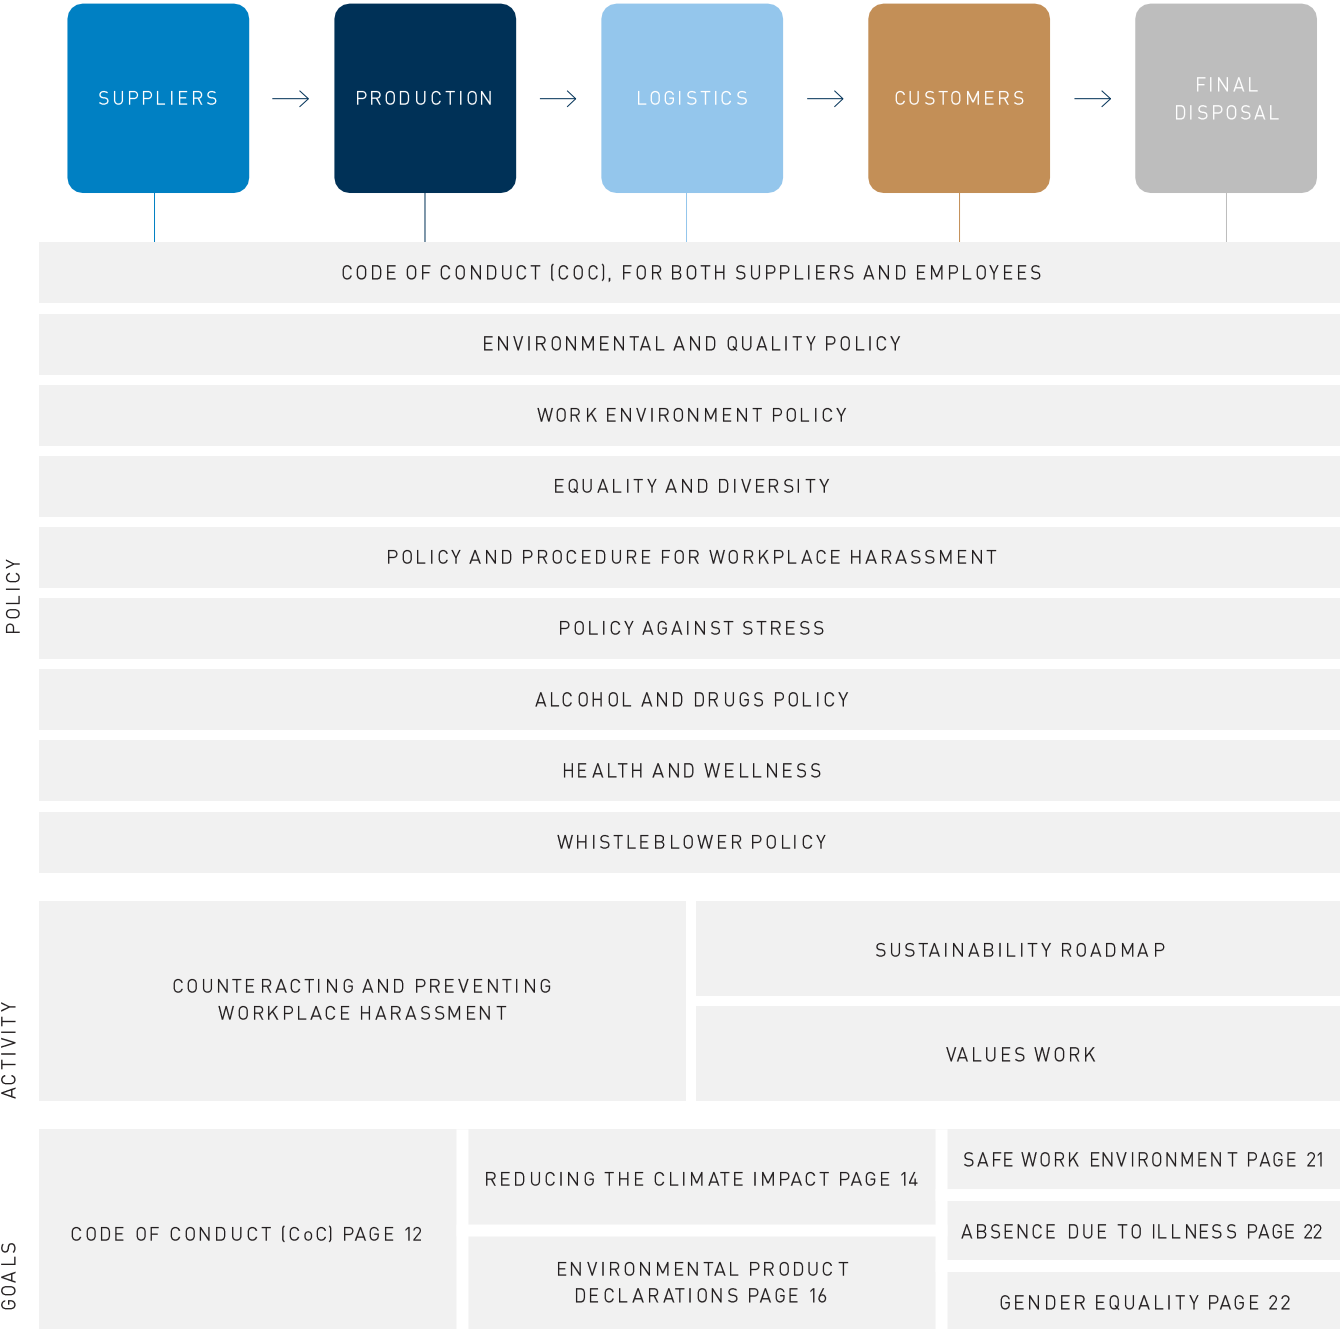 SUPPLIERS
PRODUCTION
LOGISTICS
CUSTOMERS
FINAL
DISPOSAL
POLICY
CODE OF CONDUCT (COC), FOR BOTH SUPPLIERS AND EMPLOYEES
ENVIRONMENTAL AND QUALITY POLICY
WORK ENVIRONMENT POLICY
EQUALITY AND DIVERSITY
POLICY AND PROCEDURE FOR WORKPLACE HARASSMENT
POLICY AGAINST STRESS
ALCOHOL AND DRUGS POLICY
HEALTH AND WELLNESS
WHISTLEBLOWER POLICY
ACTIVITY
COUNTERACTING AND PREVENTING
WORKPLACE HARASSMENT
SUSTAINABILITY ROADMAP
VALUES WORK
GOALS
CODE OF CONDUCT (CoC) PAGE 12
REDUCING THE CLIMATE IMPACT PAGE 14
ENVIRONMENTAL PRODUCT
DECLARATIONS PAGE 16
SAFE WORK ENVIRONMENT PAGE 21
ABSENCE DUE TO ILLNESS PAGE 22
GENDER EQUALITY PAGE 22